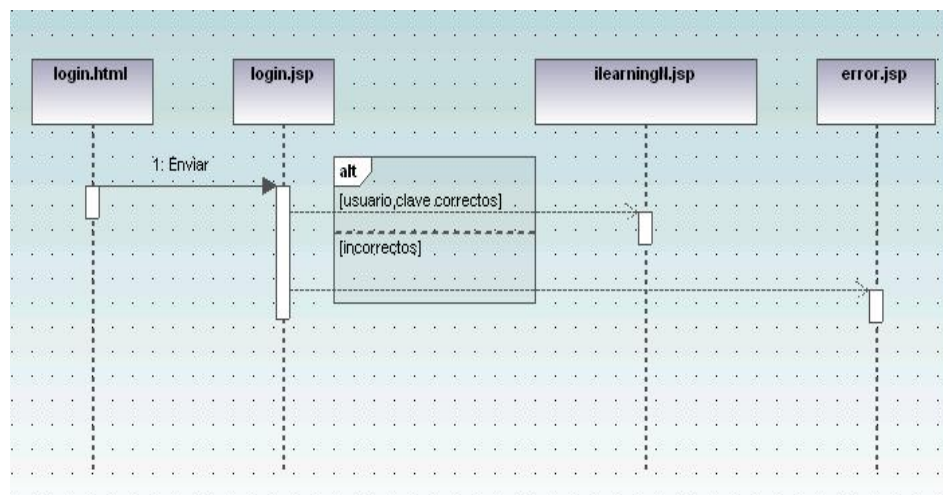 login.html
login.jsp
ilearningII.jsp
error.jsp
1: Enviar
alt
[usuario,clave correctos]
[incorrectos]